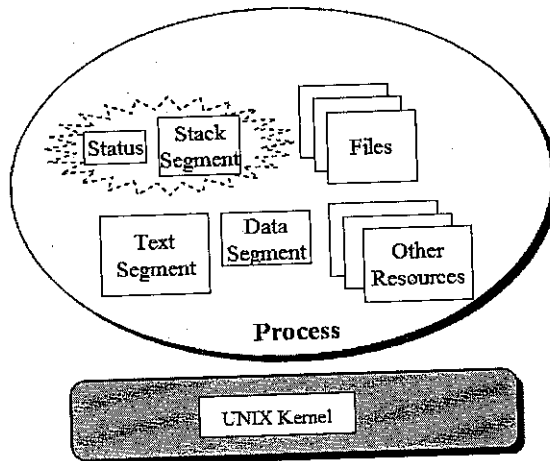 Status
Stack
Segment
Files
Text
Segment
Data
Segment
Other
Resources
Process
UNIX Kernel